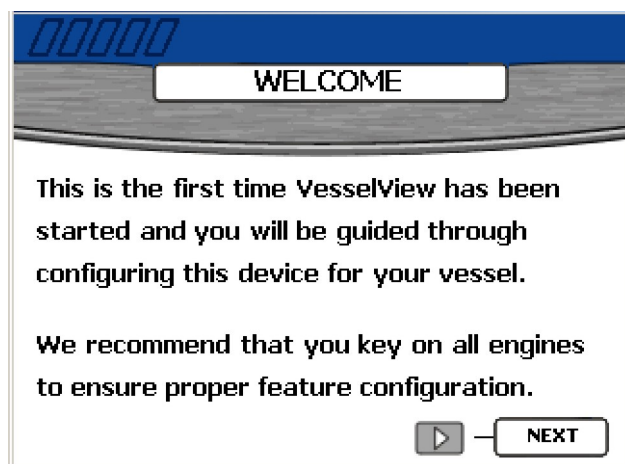 WELCOME
This is the first time VesselView has been
started and you will be guided through
configuring this device for your vessel.
We recommend that you key on all engines
to ensure proper feature configuration.
NEXT